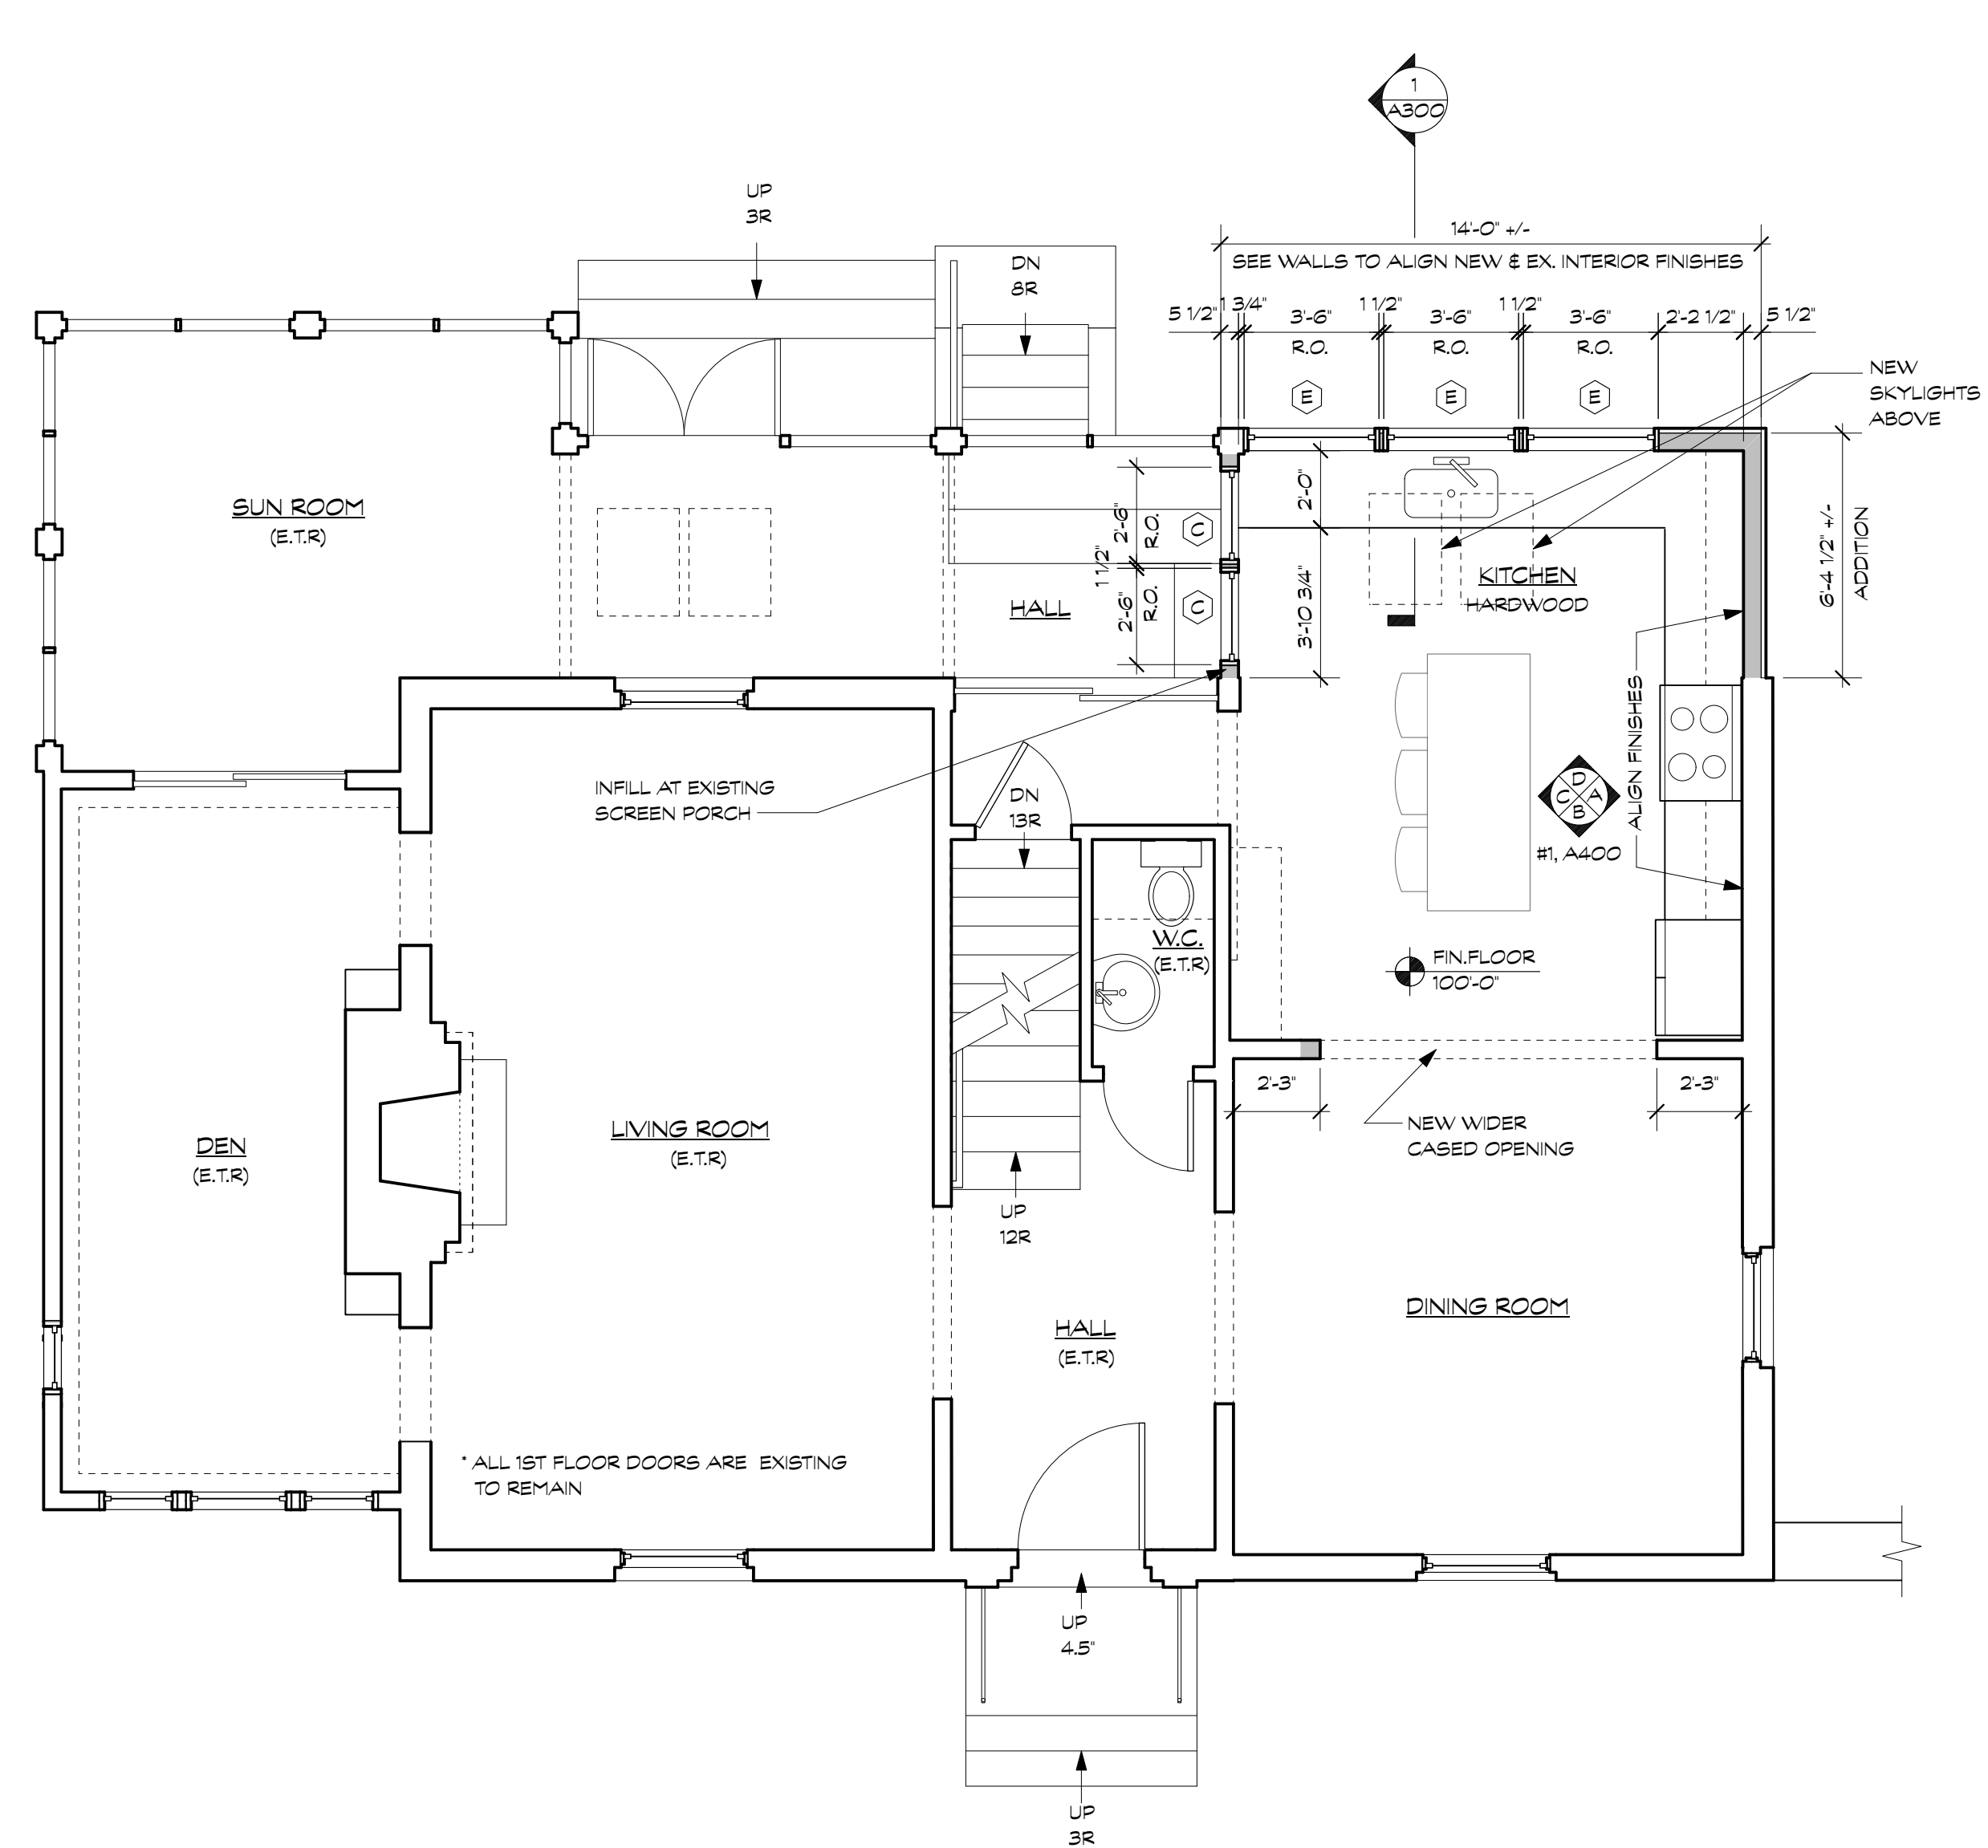 1
A300
UP
3R
14'-0" +/-
DN
8R
SEE WALLS TO ALIGN NEW & EX. INTERIOR FINISHES
5 1/2"
1 3/4"
3'-6"
R.O.
1 1/2"
3'-6"
R.O.
1 1/2"
3'-6"
R.O.
2'-2 1/2"
5 1/2"
E
E
E
NEW
SKYLIGHTS
ABOVE
SUN ROOM
(E.T.R)
2'-6"
R.O.
C
1 1/2"
2'-6"
R.O.
C
2'-0"
3'-10 3/4"
6'-4 1/2" +/-
ADDITION
KITCHEN
HARDWOOD
HALL
ALIGN FINISHES
INFILL AT EXISTING
SCREEN PORCH
DN
13R
D
C
A
B
#1, A400
W.C.
(E.T.R)
FIN.FLOOR
100'-0"
2'-3"
2'-3"
NEW WIDER
CASED OPENING
DEN
(E.T.R)
LIVING ROOM
(E.T.R)
UP
12R
DINING ROOM
HALL
(E.T.R)
* ALL 1ST FLOOR DOORS ARE EXISTING
TO REMAIN
UP
4.5"
UP
3R